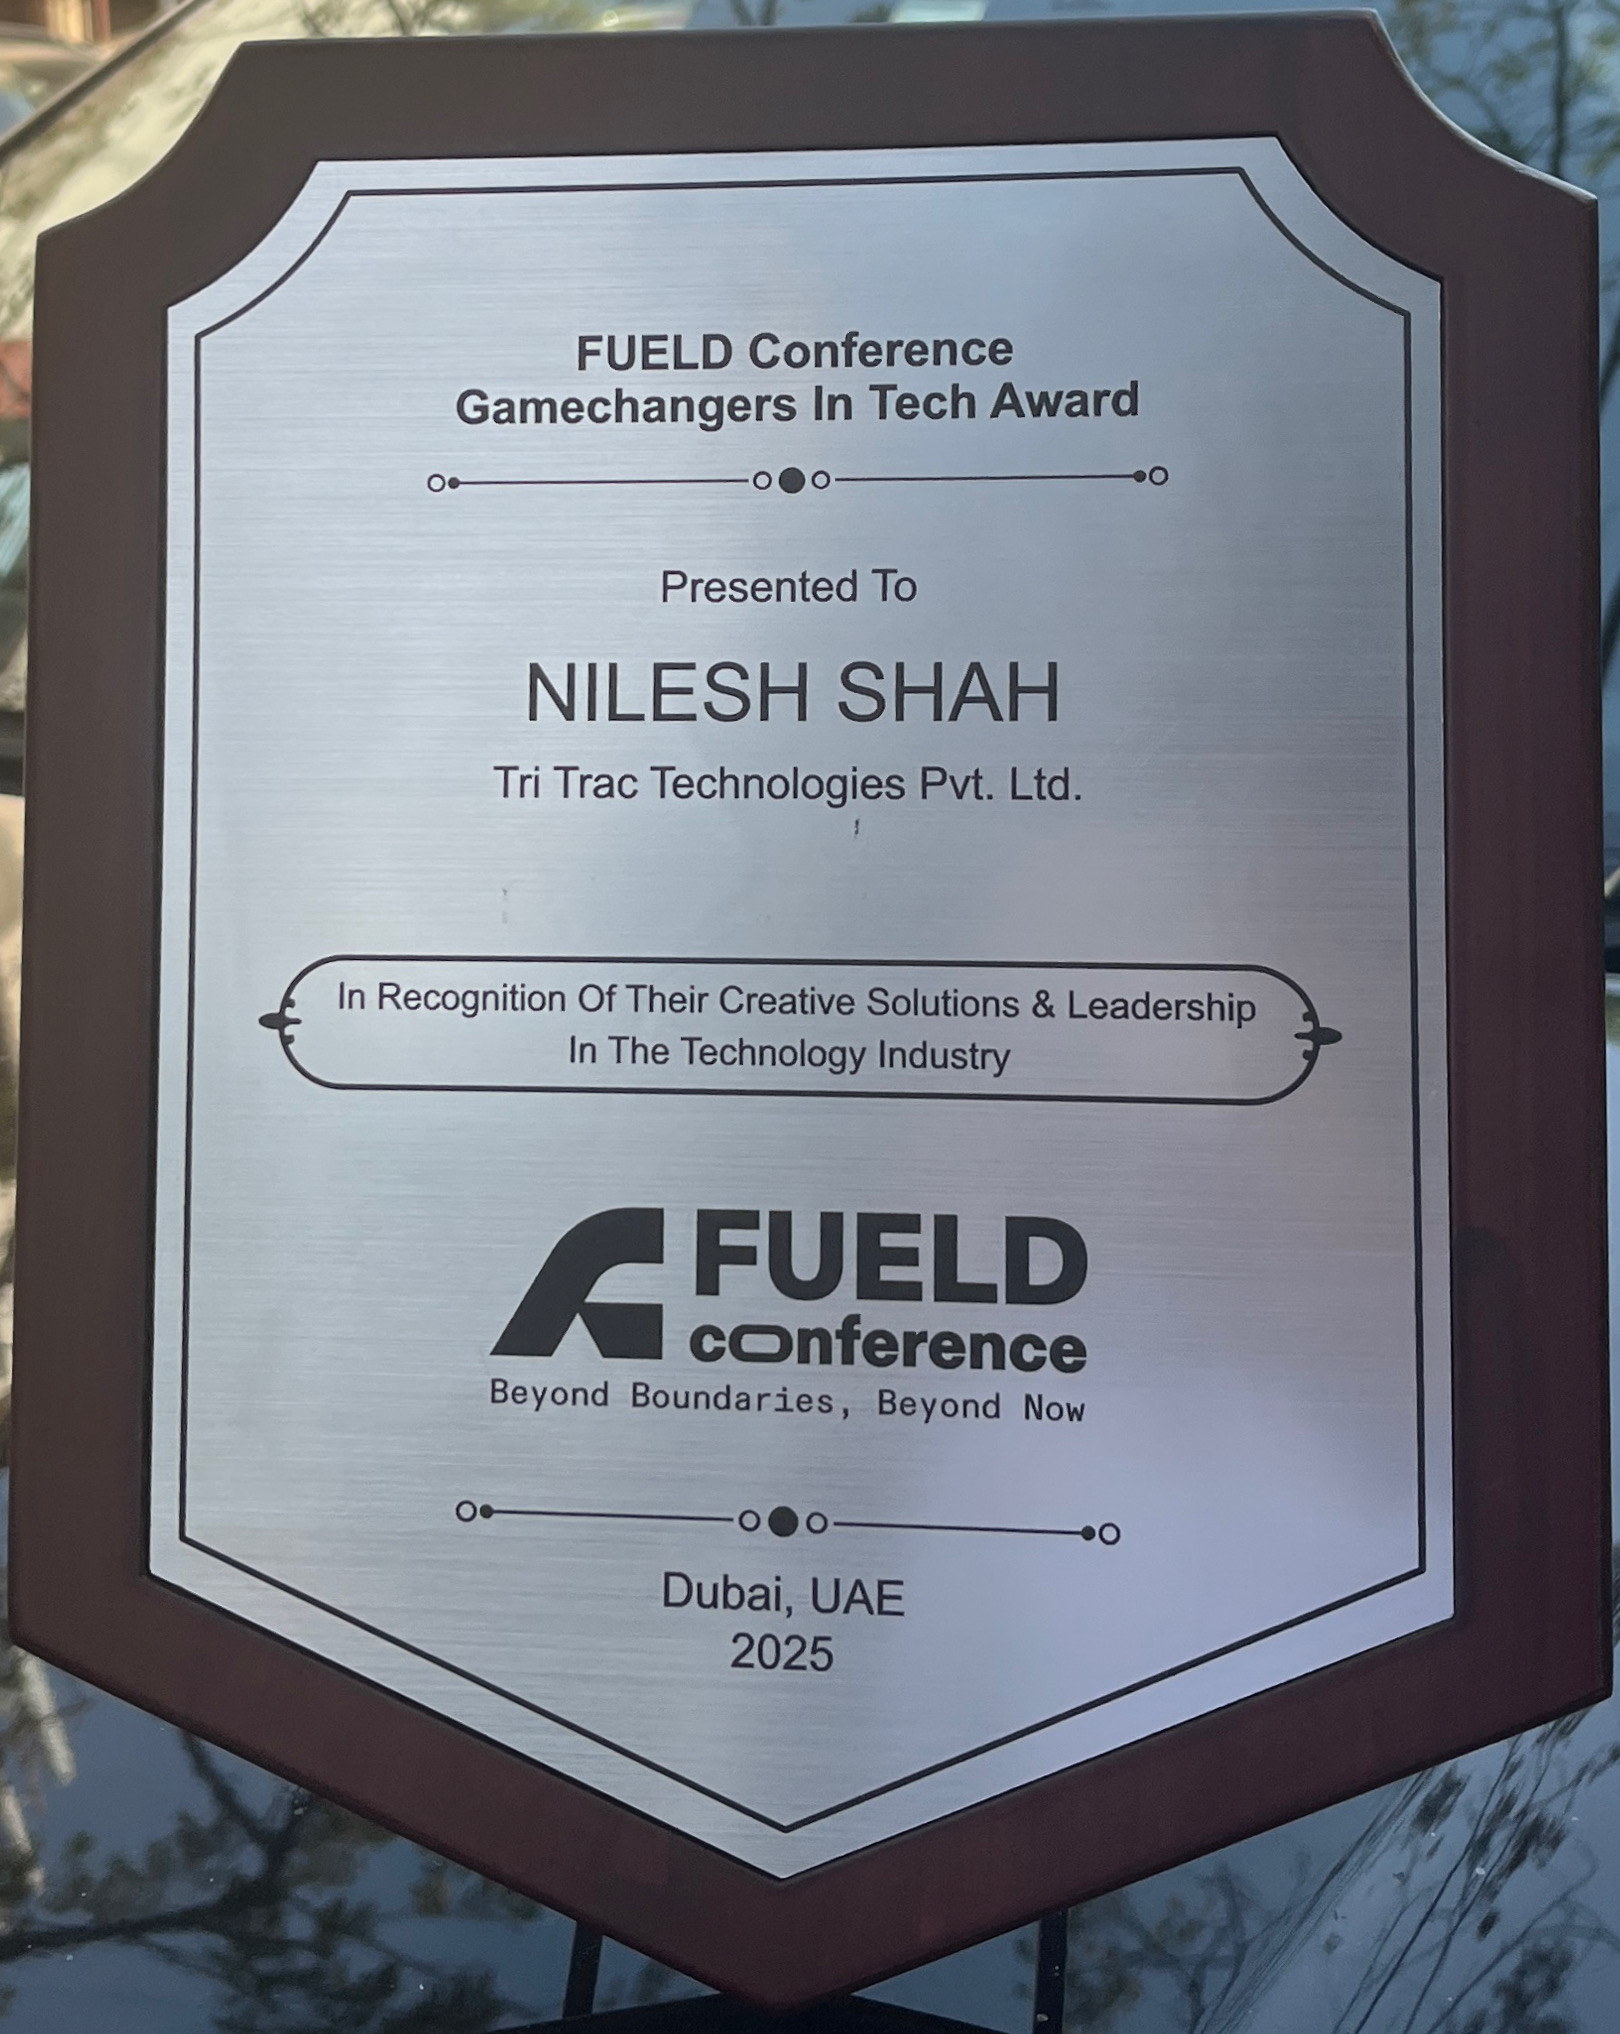 FUELD Conference
Gamechangers In Tech Award
Presented To
NILESH SHAH
Tri Trac Technologies Pvt. Ltd.
In Recognition Of Their Creative Solutions & Leadership
In The Technology Industry
FUELD
conference
Beyond Boundaries, Beyond Now
Dubai, UAE
2025